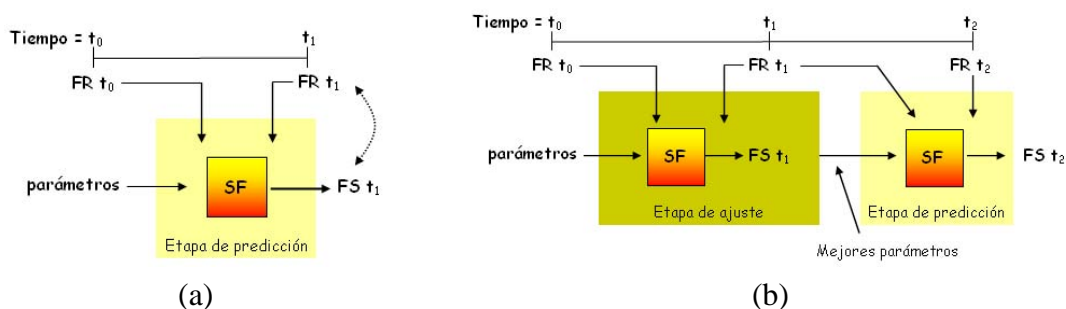 Tiempo = t₀ t₁
FR t₀ FR t₁
parámetros SF FS t₁
Etapa de predicción
(a)
Tiempo = t₀ t₁ t₂
FR t₀ FR t₁ FR t₂
parámetros SF FS t₁ SF FS t₂
Etapa de ajuste Etapa de predicción
Mejores parámetros
(b)